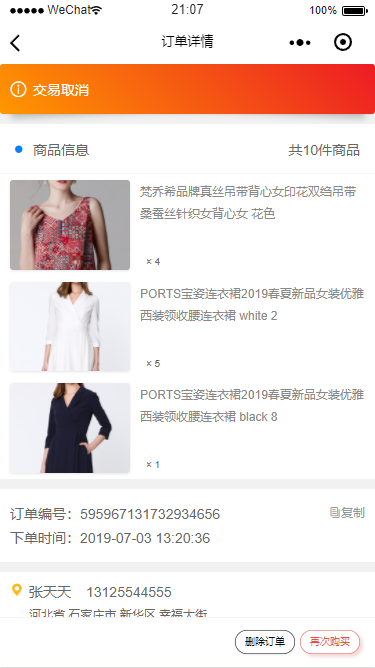 WeChat 21:07 100%
订单详情
交易取消
商品信息 共10件商品
梵乔希品牌真丝吊带背心女印花双绉吊带
桑蚕丝针织女背心女 花色
× 4
PORTS宝姿连衣裙2019春夏新品女装优雅
西装领收腰连衣裙 white 2
× 5
PORTS宝姿连衣裙2019春夏新品女装优雅
西装领收腰连衣裙 black 8
× 1
订单编号：595967131732934656 复制
下单时间：2019-07-03 13:20:36
张天天 13125544555
河北省 石家庄市 新华区 幸福大街
删除订单 再次购买